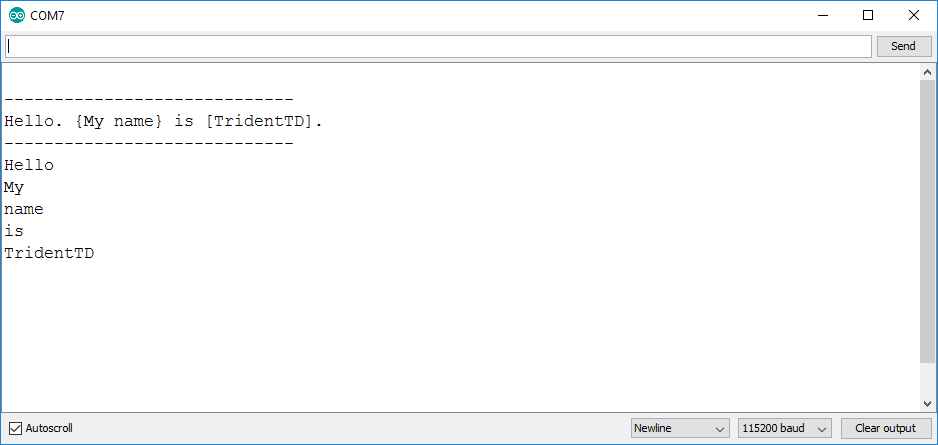 COM7
Send
-----------------------------
Hello. {My name} is [TridentTD].
-----------------------------
Hello
My
name
is
TridentTD
Autoscroll
Newline
115200 baud
Clear output